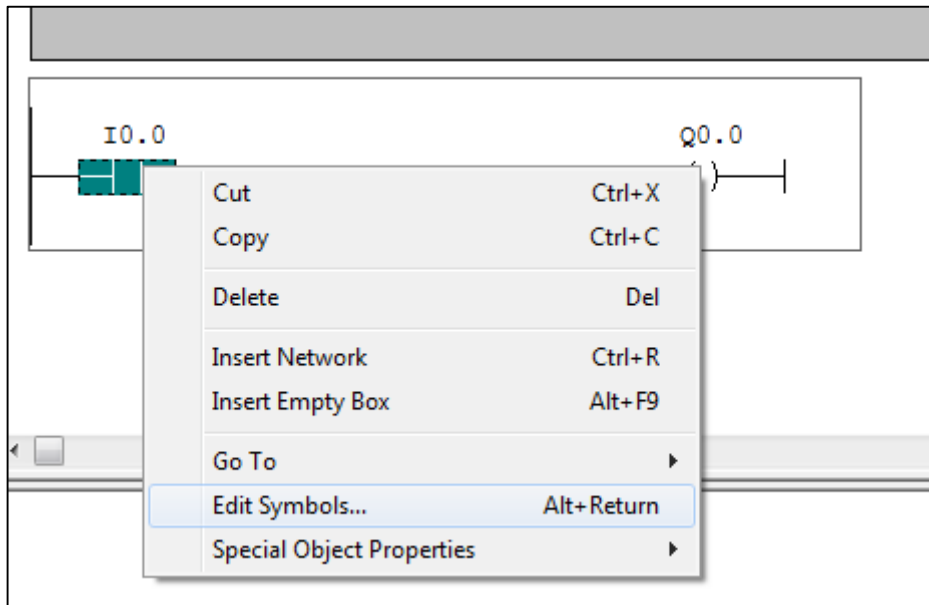 I0.0 Q0.0
Cut Ctrl+X
Copy Ctrl+C
Delete Del
Insert Network Ctrl+R
Insert Empty Box Alt+F9
Go To
Edit Symbols... Alt+Return
Special Object Properties